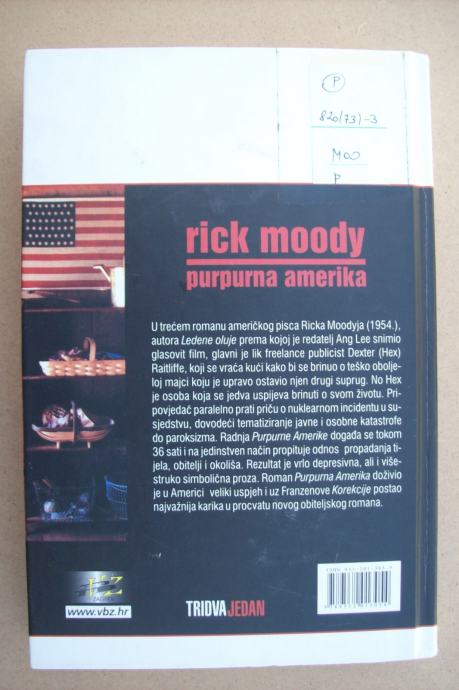 P
820(73)-3
MOO
P
rick moody
purpurna amerika
U trećem romanu američkog pisca Ricka Moodyja (1954.),
autora Ledene oluje prema kojoj je redatelj Ang Lee snimio
glasovit film, glavni je lik freelance publicist Dexter (Hex)
Raitliffe, koji se vraća kući kako bi se brinuo o teško obolje-
loj majci koju je upravo ostavio njen drugi suprug. No Hex
je osoba koja se jedva uspijeva brinuti o svom životu. Pri-
povjedač paralelno prati priču o nuklearnom incidentu u su-
sjedstvu, dovodeći tematiziranje javne i osobne katastrofe
do paroksizma. Radnja Purpurne Amerike događa se tokom
36 sati i na jedinstven način propituje odnos propadanja ti-
jela, obitelji i okoliša. Rezultat je vrlo depresivna, ali i više-
struko simbolična proza. Roman Purpurna Amerika doživio
je u Americi veliki uspjeh i uz Franzenove Korekcije postao
najvažnija karika u procvatu novog obiteljskog romana.
VBZ
ZAGREB
www.vbz.hr
TRIDVAJEDAN